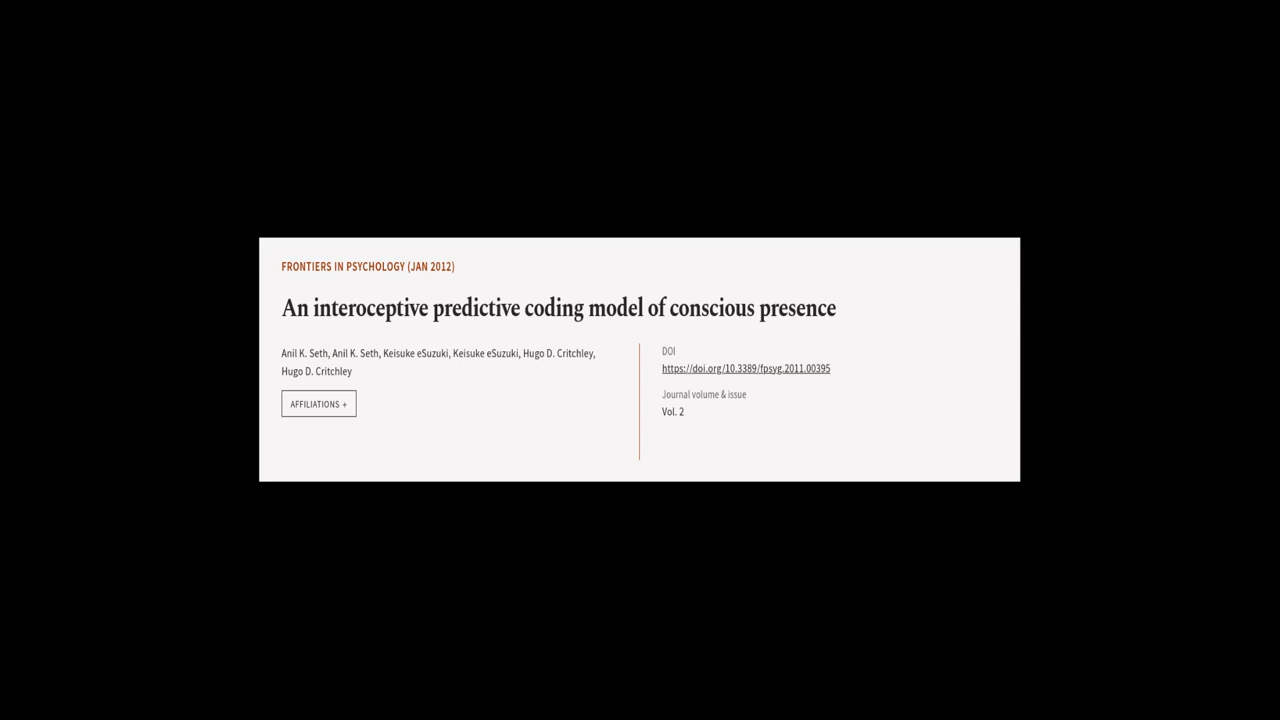 FRONTIERS IN PSYCHOLOGY (JAN 2012)
An interoceptive predictive coding model of conscious presence
Anil K. Seth, Anil K. Seth, Keisuke eSuzuki, Keisuke eSuzuki, Hugo D. Critchley,
Hugo D. Critchley
AFFILIATIONS +
DOI
https://doi.org/10.3389/fpsyg.2011.00395
Journal volume & issue
Vol. 2